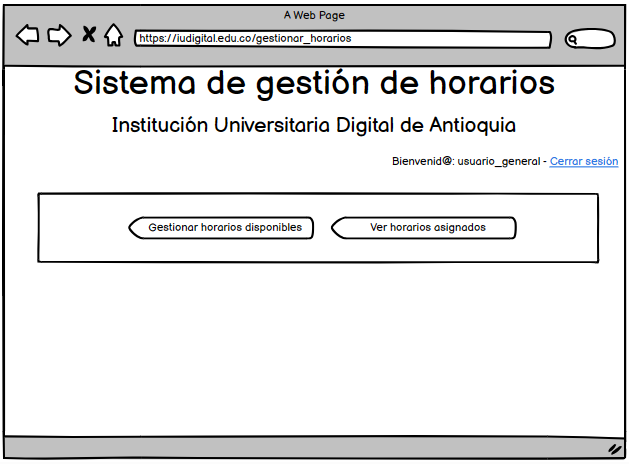 A Web Page
https://iudigital.edu.co/gestionar_horarios
Sistema de gestión de horarios
Institución Universitaria Digital de Antioquia
Bienvenid@: usuario_general - Cerrar sesión
Gestionar horarios disponibles
Ver horarios asignados